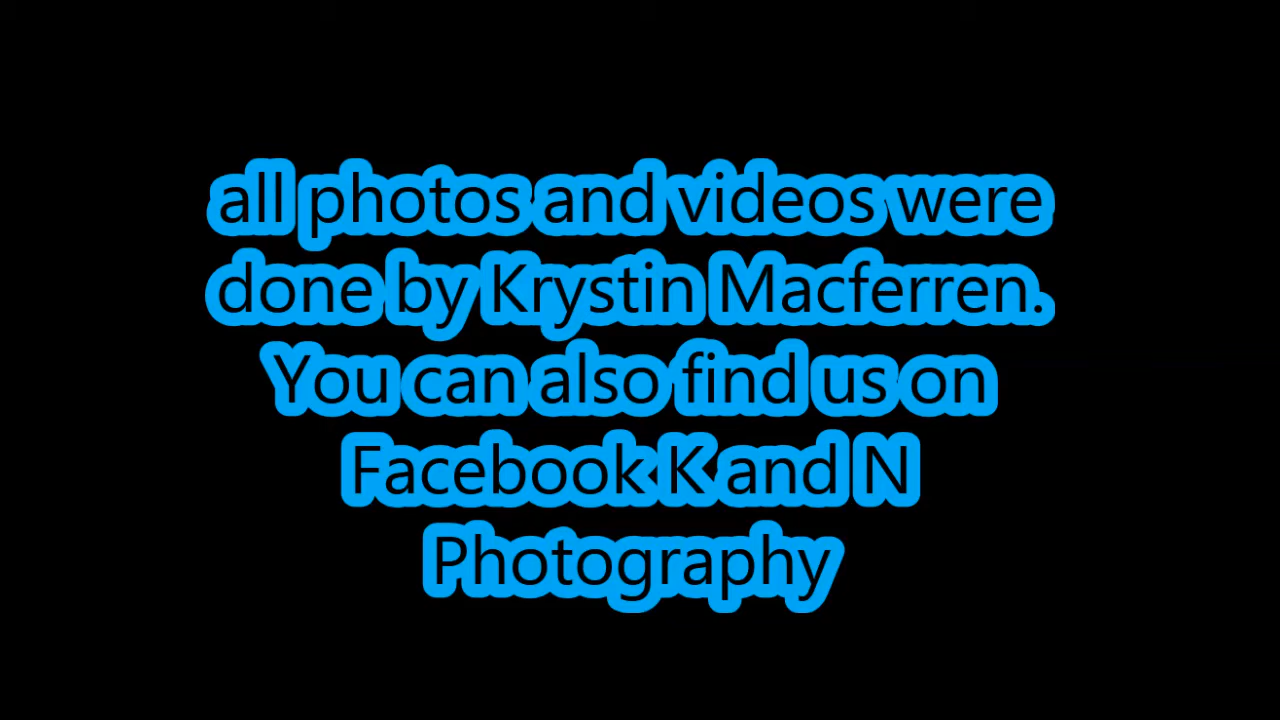 all photos and videos were
done by Krystin Macferren.
You can also find us on
Facebook K and N
Photography